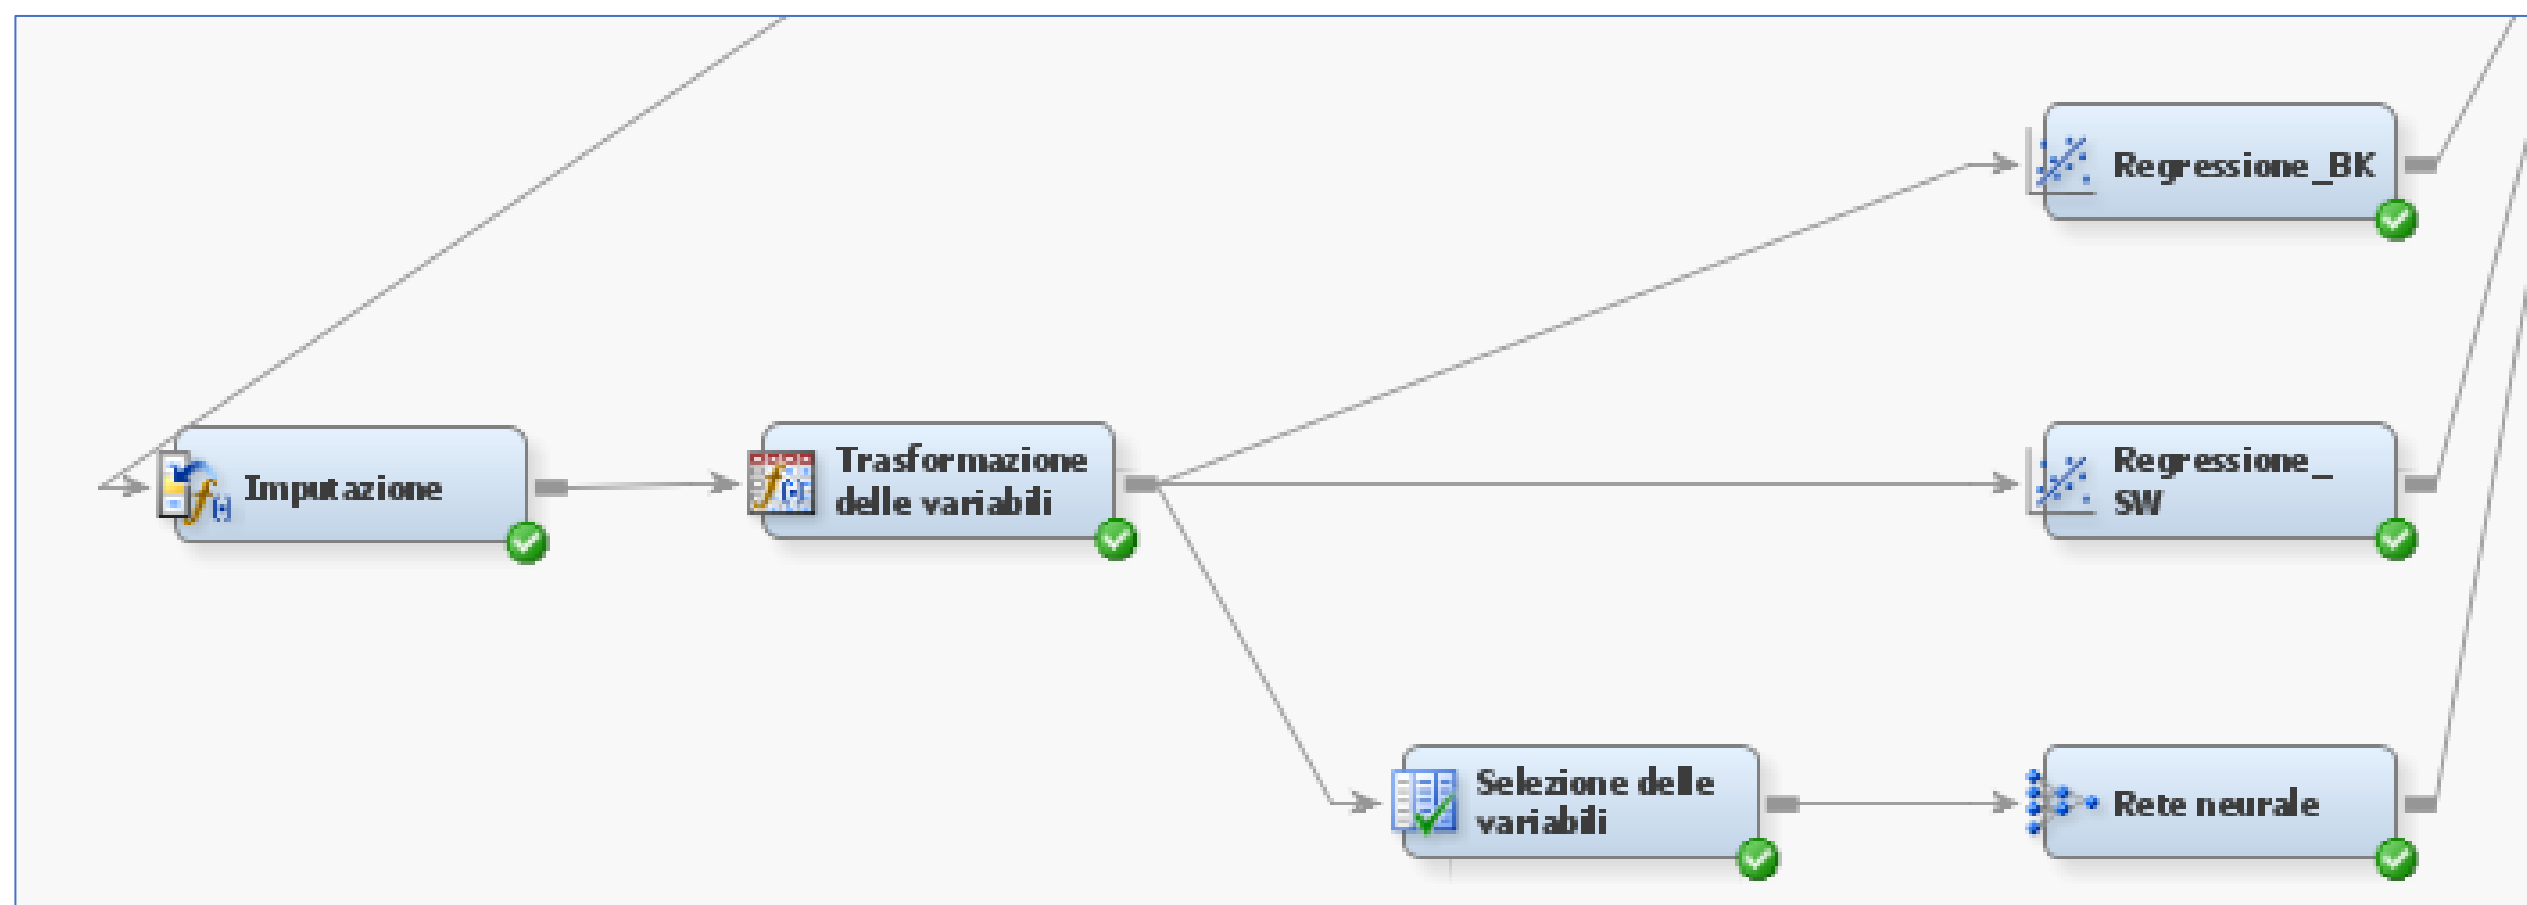 Regressione_BK
Imputazione
Trasformazione
delle variabili
Regressione_
SW
Selezione delle
variabili
Rete neurale